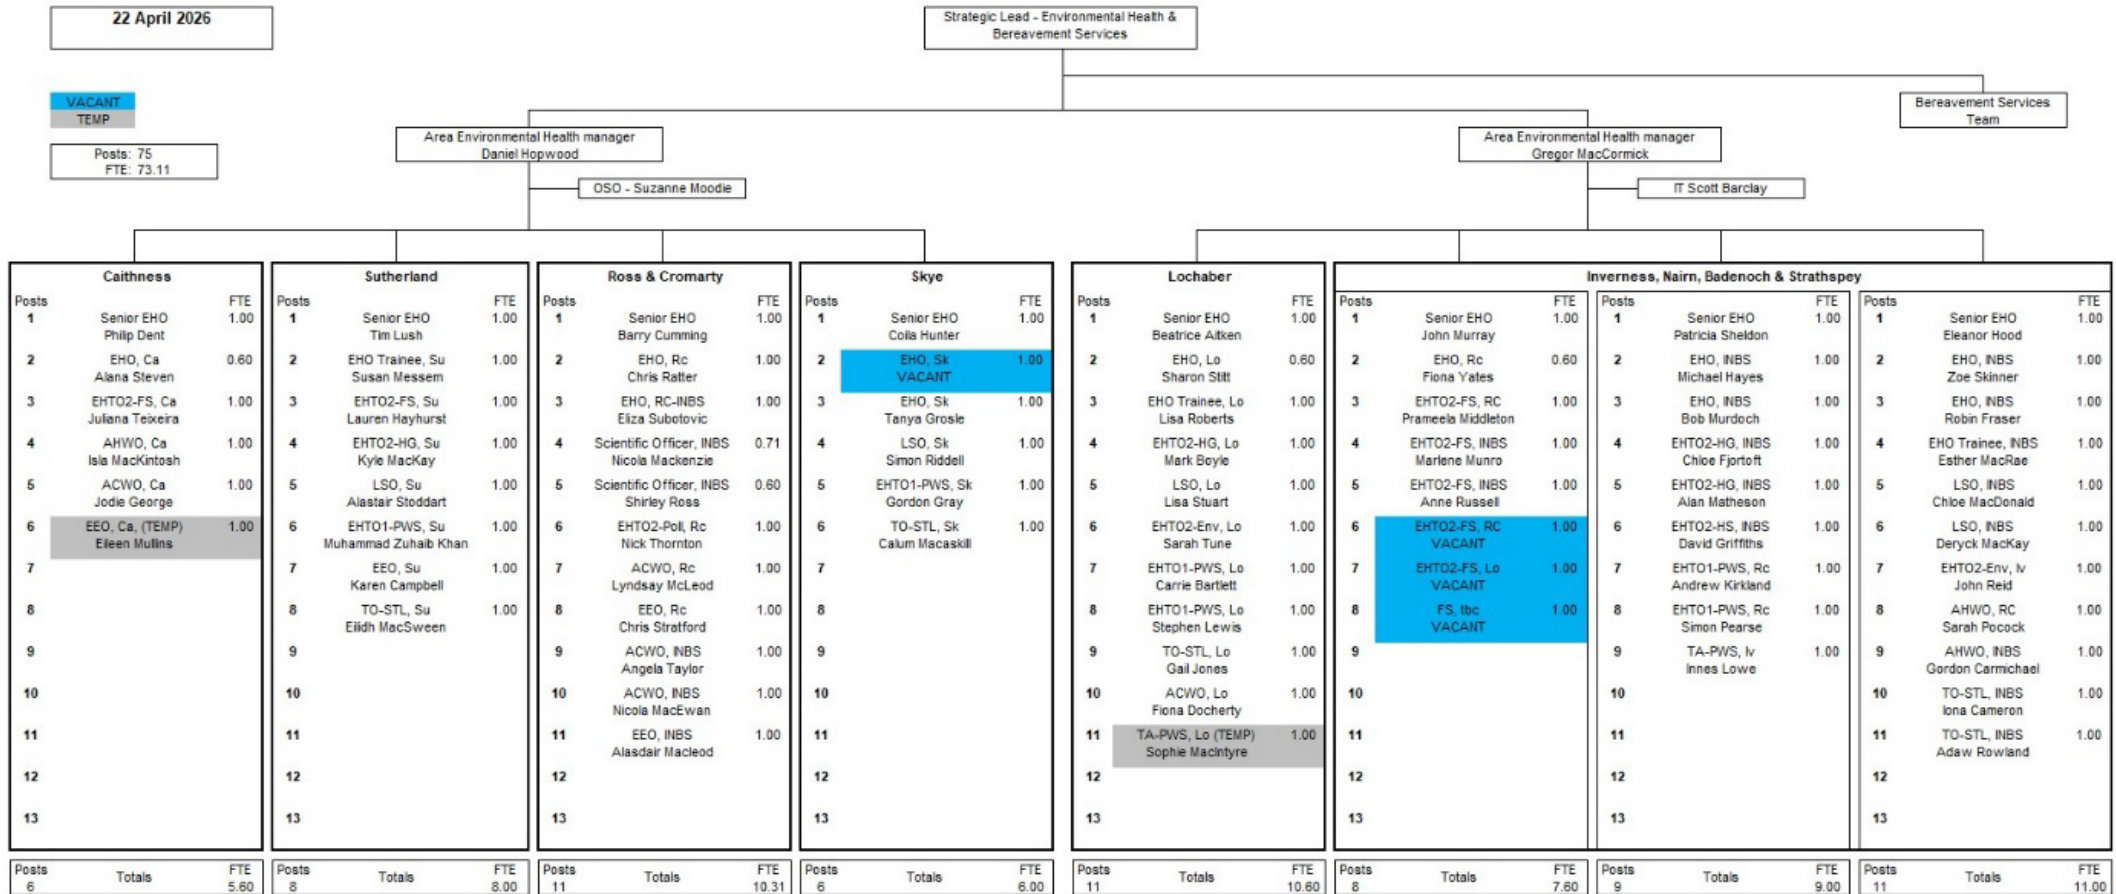 22 April 2026
Strategic Lead - Environmental Health &
Bereavement Services
VACANT
TEMP
Posts: 75
FTE: 73.11
Bereavement Services
Team
Area Environmental Health manager
Daniel Hopwood
Area Environmental Health manager
Gregor MacCormick
OSO - Suzanne Moodie
IT Scott Barclay
Caithness
Posts FTE
1 Senior EHO 1.00
Philip Dent
2 EHO, Ca 0.60
Alana Steven
3 EHTO2-FS, Ca 1.00
Juliana Teixeira
4 AHWO, Ca 1.00
Isla MacKintosh
5 ACWO, Ca 1.00
Jodie George
6 EEO, Ca, (TEMP) 1.00
Eileen Mullins
7
8
9
10
11
12
13
Posts Totals FTE
6 5.60
Sutherland
Posts FTE
1 Senior EHO 1.00
Tim Lush
2 EHO Trainee, Su 1.00
Susan Messem
3 EHTO2-FS, Su 1.00
Lauren Hayhurst
4 EHTO2-HG, Su 1.00
Kyle MacKay
5 LSO, Su 1.00
Alastair Stoddart
6 EHTO1-PWS, Su 1.00
Muhammad Zuhaib Khan
7 EEO, Su 1.00
Karen Campbell
8 TO-STL, Su 1.00
Eilidh MacSween
9
10
11
12
13
Posts Totals FTE
8 8.00
Ross & Cromarty
Posts FTE
1 Senior EHO 1.00
Barry Cumming
2 EHO, Rc 1.00
Chris Ratter
3 EHO, RC-INBS 1.00
Eliza Subotovic
4 Scientific Officer, INBS 0.71
Nicola Mackenzie
5 Scientific Officer, INBS 0.60
Shirley Ross
6 EHTO2-Poll, Rc 1.00
Nick Thornton
7 ACWO, Rc 1.00
Lyndsay McLeod
8 EEO, Rc 1.00
Chris Stratford
9 ACWO, INBS 1.00
Angela Taylor
10 ACWO, INBS 1.00
Nicola MacEwan
11 EEO, INBS 1.00
Alasdair Macleod
12
13
Posts Totals FTE
11 10.31
Skye
Posts FTE
1 Senior EHO 1.00
Coila Hunter
2 EHO, Sk 1.00
VACANT
3 EHO, Sk 1.00
Tanya Grosle
4 LSO, Sk 1.00
Simon Riddell
5 EHTO1-PWS, Sk 1.00
Gordon Gray
6 TO-STL, Sk 1.00
Calum Macaskill
7
8
9
10
11
12
13
Posts Totals FTE
6 6.00
Lochaber
Posts FTE
1 Senior EHO 1.00
Beatrice Aitken
2 EHO, Lo 0.60
Sharon Stitt
3 EHO Trainee, Lo 1.00
Lisa Roberts
4 EHTO2-HG, Lo 1.00
Mark Boyle
5 LSO, Lo 1.00
Lisa Stuart
6 EHTO2-Env, Lo 1.00
Sarah Tune
7 EHTO1-PWS, Lo 1.00
Carrie Bartlett
8 EHTO1-PWS, Lo 1.00
Stephen Lewis
9 TO-STL, Lo 1.00
Gail Jones
10 ACWO, Lo 1.00
Fiona Docherty
11 TA-PWS, Lo (TEMP) 1.00
Sophie MacIntyre
12
13
Posts Totals FTE
11 10.60
Inverness, Nairn, Badenoch & Strathspey
Posts FTE
1 Senior EHO 1.00
John Murray
2 EHO, Rc 0.60
Fiona Yates
3 EHTO2-FS, RC 1.00
Prameela Middleton
4 EHTO2-FS, INBS 1.00
Marlene Munro
5 EHTO2-FS, INBS 1.00
Anne Russell
6 EHTO2-FS, RC 1.00
VACANT
7 EHTO2-FS, Lo 1.00
VACANT
8 FS, tbc 1.00
VACANT
9
10
11
12
13
Posts Totals FTE
8 7.60
Posts FTE
1 Senior EHO 1.00
Patricia Sheldon
2 EHO, INBS 1.00
Michael Hayes
3 EHO, INBS 1.00
Bob Murdoch
4 EHTO2-HG, INBS 1.00
Chloe Fjortoft
5 EHTO2-HG, INBS 1.00
Alan Matheson
6 EHTO2-HS, INBS 1.00
David Griffiths
7 EHTO1-PWS, Rc 1.00
Andrew Kirkland
8 EHTO1-PWS, Rc 1.00
Simon Pearse
9 TA-PWS, Iv 1.00
Innes Lowe
10
11
12
13
Posts Totals FTE
9 9.00
Posts FTE
1 Senior EHO 1.00
Eleanor Hood
2 EHO, INBS 1.00
Zoe Skinner
3 EHO, INBS 1.00
Robin Fraser
4 EHO Trainee, INBS 1.00
Esther MacRae
5 LSO, INBS 1.00
Chloe MacDonald
6 LSO, INBS 1.00
Deryck MacKay
7 EHTO2-Env, Iv 1.00
John Reid
8 AHWO, RC 1.00
Sarah Pocock
9 AHWO, INBS 1.00
Gordon Carmichael
10 TO-STL, INBS 1.00
Iona Cameron
11 TO-STL, INBS 1.00
Adaw Rowland
12
13
Posts Totals FTE
11 11.00